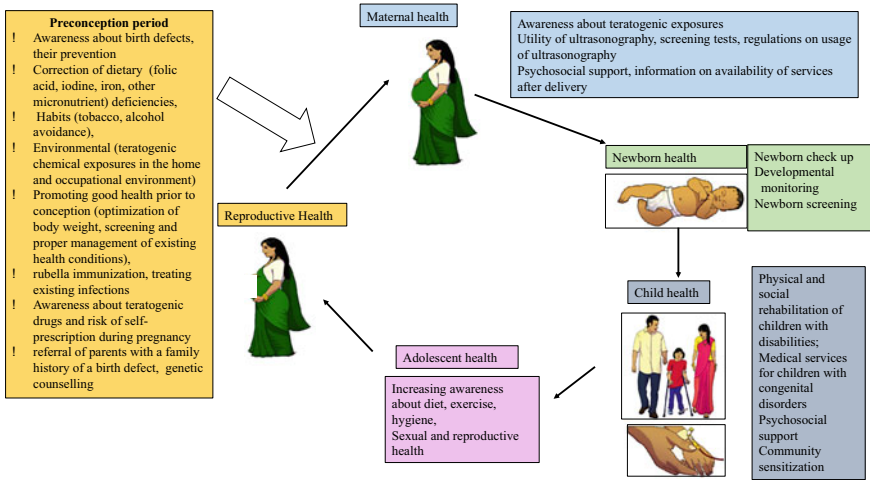 Preconception period
! Awareness about birth defects,
their prevention
! Correction of dietary (folic
acid, iodine, iron, other
micronutrient) deficiencies,
! Habits (tobacco, alcohol
avoidance),
! Environmental (teratogenic
chemical exposures in the home
and occupational environment)
! Promoting good health prior to
conception (optimization of
body weight, screening and
proper management of existing
health conditions),
! rubella immunization, treating
existing infections
! Awareness about teratogenic
drugs and risk of self-
prescription during pregnancy
! referral of parents with a family
history of a birth defect, genetic
counselling
Reproductive Health
Maternal health
Awareness about teratogenic exposures
Utility of ultrasonography, screening tests, regulations on usage
of ultrasonography
Psychosocial support, information on availability of services
after delivery
Newborn health
Newborn check up
Developmental
monitoring
Newborn screening
Child health
Physical and
social
rehabilitation of
children with
disabilities;
Medical services
for children with
congenital
disorders
Psychosocial
support
Community
sensitization
Adolescent health
Increasing awareness
about diet, exercise,
hygiene,
Sexual and reproductive
health